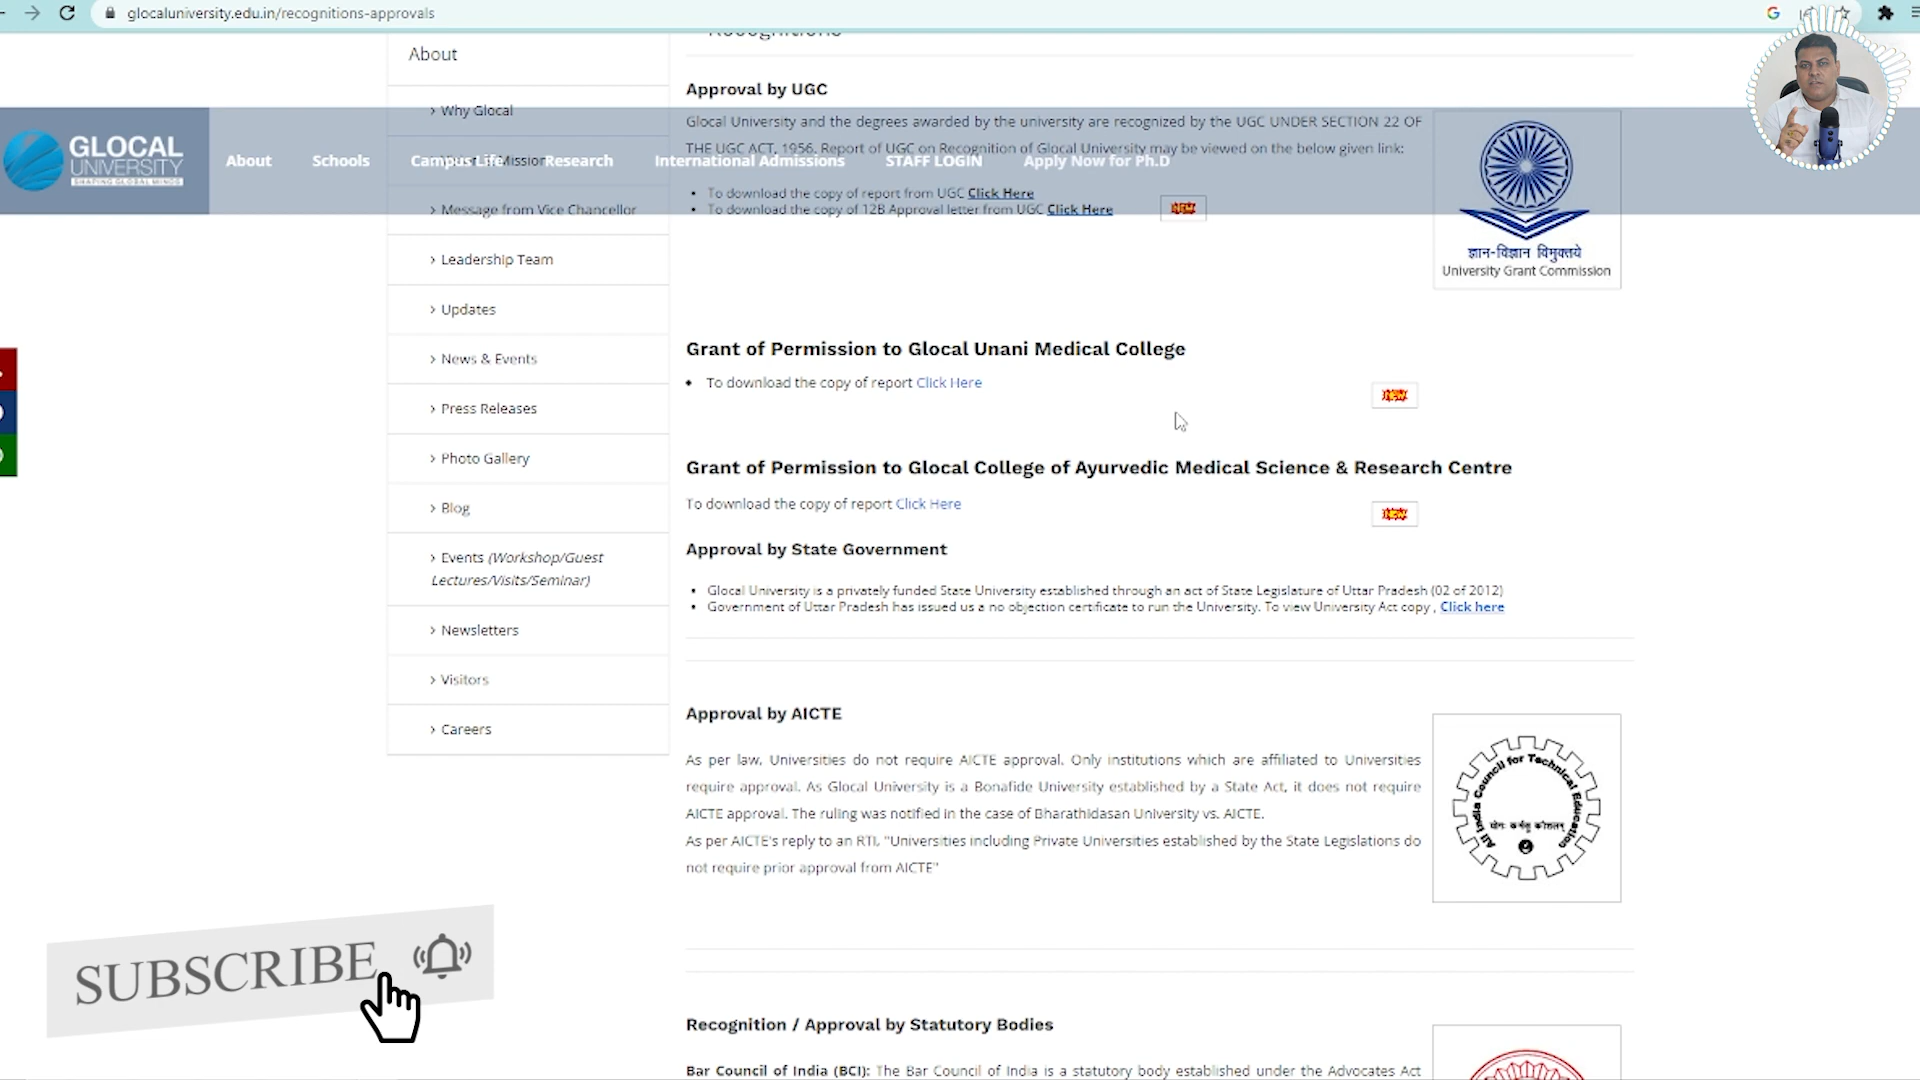 glocaluniversity.edu.in/recognitions-approvals
About
Approval by UGC
Why Glocal
Glocal University and the degrees awarded by the university are recognized by the UGC UNDER SECTION 22 OF
THE UGC ACT, 1956. Report of UGC on Recognition of Glocal University may be viewed on the below given link:
GLOCAL
UNIVERSITY
SHAPING GLOBAL MINDS
About Schools Campus Life Research International Admissions STAFF LOGIN Apply Now for Ph.D
Mission
To download the copy of report from UGC Click Here
To download the copy of 12B Approval letter from UGC Click Here
NEW
Message from Vice Chancellor
ज्ञान-विज्ञान विमुक्तये
University Grant Commission
Leadership Team
Updates
News & Events
Press Releases
Photo Gallery
Blog
Events (Workshop/Guest
Lectures/Visits/Seminar)
Newsletters
Visitors
Careers
Grant of Permission to Glocal Unani Medical College
To download the copy of report Click Here
NEW
Grant of Permission to Glocal College of Ayurvedic Medical Science & Research Centre
To download the copy of report Click Here
NEW
Approval by State Government
Glocal University is a privately funded State University established through an act of State Legislature of Uttar Pradesh (02 of 2012)
Government of Uttar Pradesh has issued us a no objection certificate to run the University. To view University Act copy , Click here
Approval by AICTE
As per law, Universities do not require AICTE approval. Only institutions which are affiliated to Universities
require approval. As Glocal University is a Bonafide University established by a State Act, it does not require
AICTE approval. The ruling was notified in the case of Bharathidasan University vs. AICTE.
As per AICTE's reply to an RTI, "Universities including Private Universities established by the State Legislations do
not require prior approval from AICTE"
All India Council for Technical Education
योगः कर्मसु कौशलम्
Recognition / Approval by Statutory Bodies
Bar Council of India (BCI): The Bar Council of India is a statutory body established under the Advocates Act
SUBSCRIBE